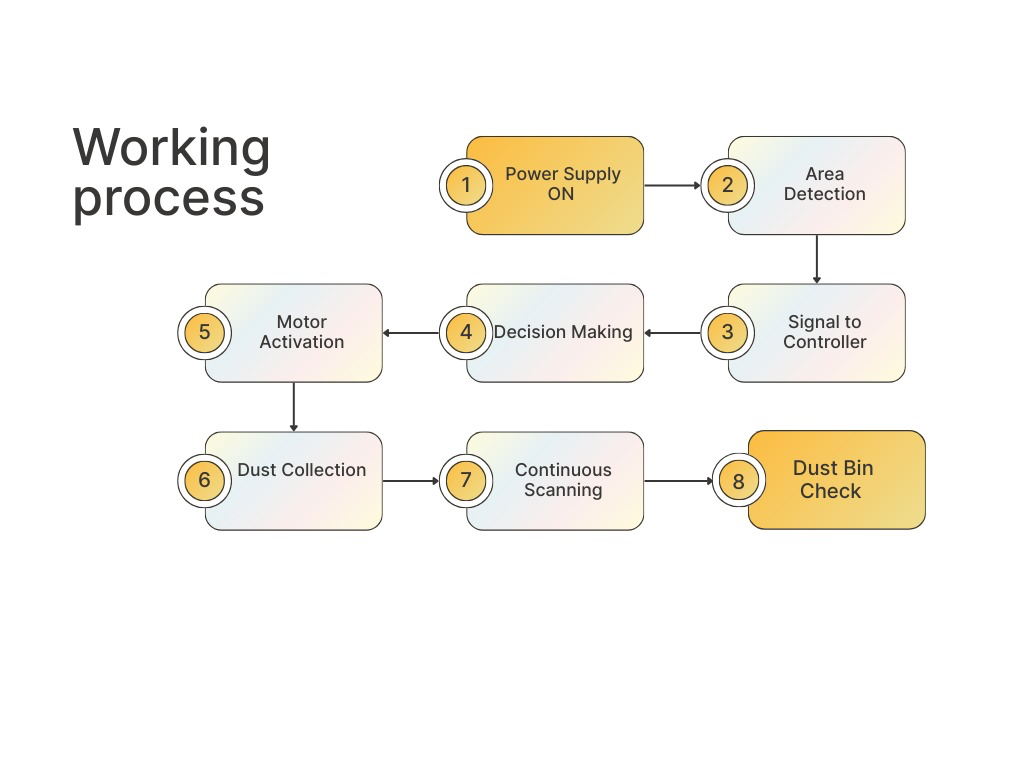 Working
process
1
Power Supply
ON
2
Area
Detection
3
Signal to
Controller
4
Decision Making
5
Motor
Activation
6
Dust Collection
7
Continuous
Scanning
8
Dust Bin
Check